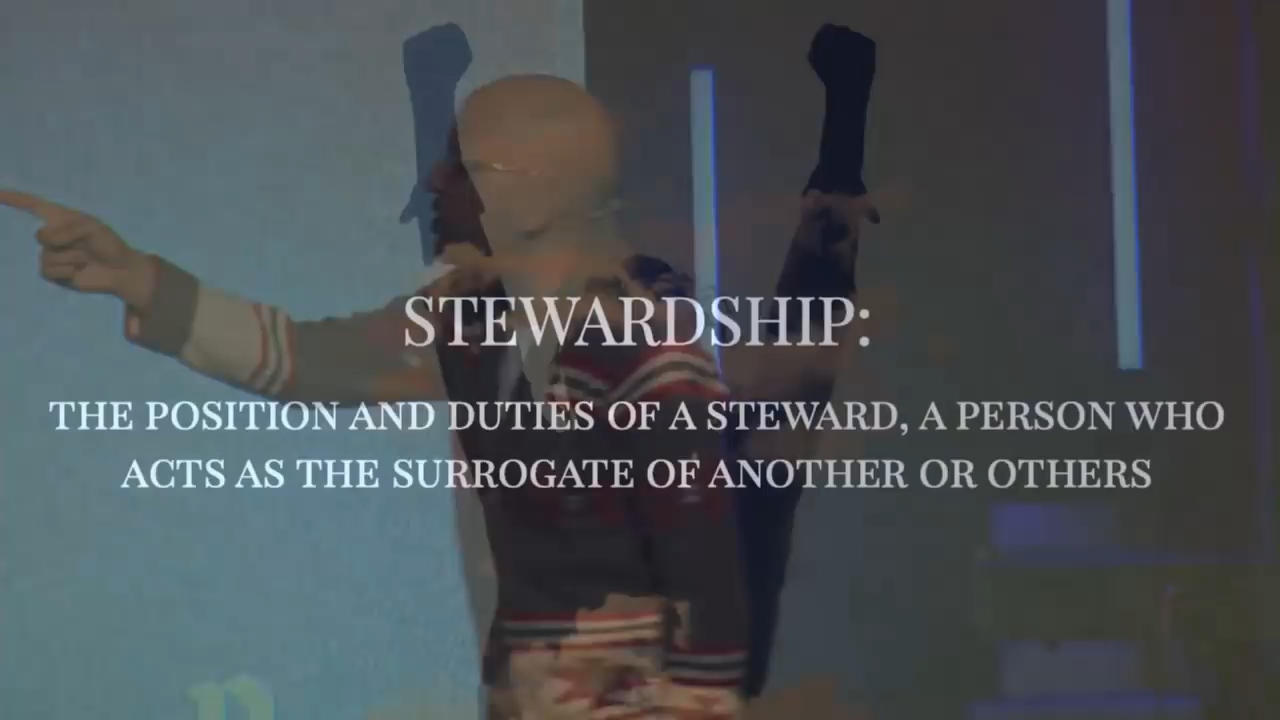 STEWARDSHIP:
THE POSITION AND DUTIES OF A STEWARD, A PERSON WHO
ACTS AS THE SURROGATE OF ANOTHER OR OTHERS